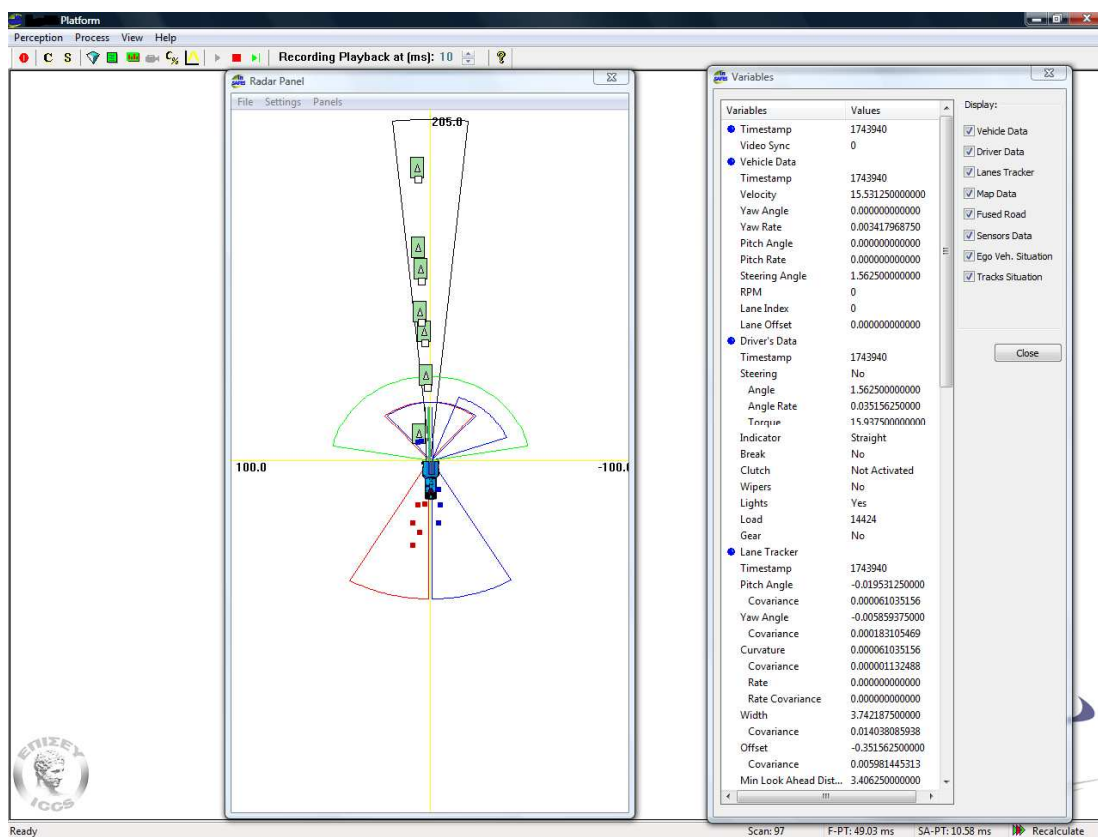 Platform
Perception Process View Help
C S C% Recording Playback at (ms): 10
Radar Panel
File Settings Panels
205.0
100.0 -100.0
Variables
Variables Values
Timestamp 1743940
Video Sync 0
Vehicle Data
Timestamp 1743940
Velocity 15.531250000000
Yaw Angle 0.000000000000
Yaw Rate 0.003417968750
Pitch Angle 0.000000000000
Pitch Rate 0.000000000000
Steering Angle 1.562500000000
RPM 0
Lane Index 0
Lane Offset 0.000000000000
Driver's Data
Timestamp 1743940
Steering No
Angle 1.562500000000
Angle Rate 0.035156250000
Torque 15.937500000000
Indicator Straight
Break No
Clutch Not Activated
Wipers No
Lights Yes
Load 14424
Gear No
Lane Tracker
Timestamp 1743940
Pitch Angle -0.019531250000
Covariance 0.000061035156
Yaw Angle -0.005859375000
Covariance 0.000183105469
Curvature 0.000061035156
Covariance 0.000001132488
Rate 0.000000000000
Rate Covariance 0.000000000000
Width 3.742187500000
Covariance 0.014038085938
Offset -0.351562500000
Covariance 0.005981445313
Min Look Ahead Dist... 3.406250000000
Display:
Vehicle Data
Driver Data
Lanes Tracker
Map Data
Fused Road
Sensors Data
Ego Veh. Situation
Tracks Situation
Close
ΕΠΙΣΕΥ
ICCS
Ready Scan: 97 F-PT: 49.03 ms SA-PT: 10.58 ms Recalculate